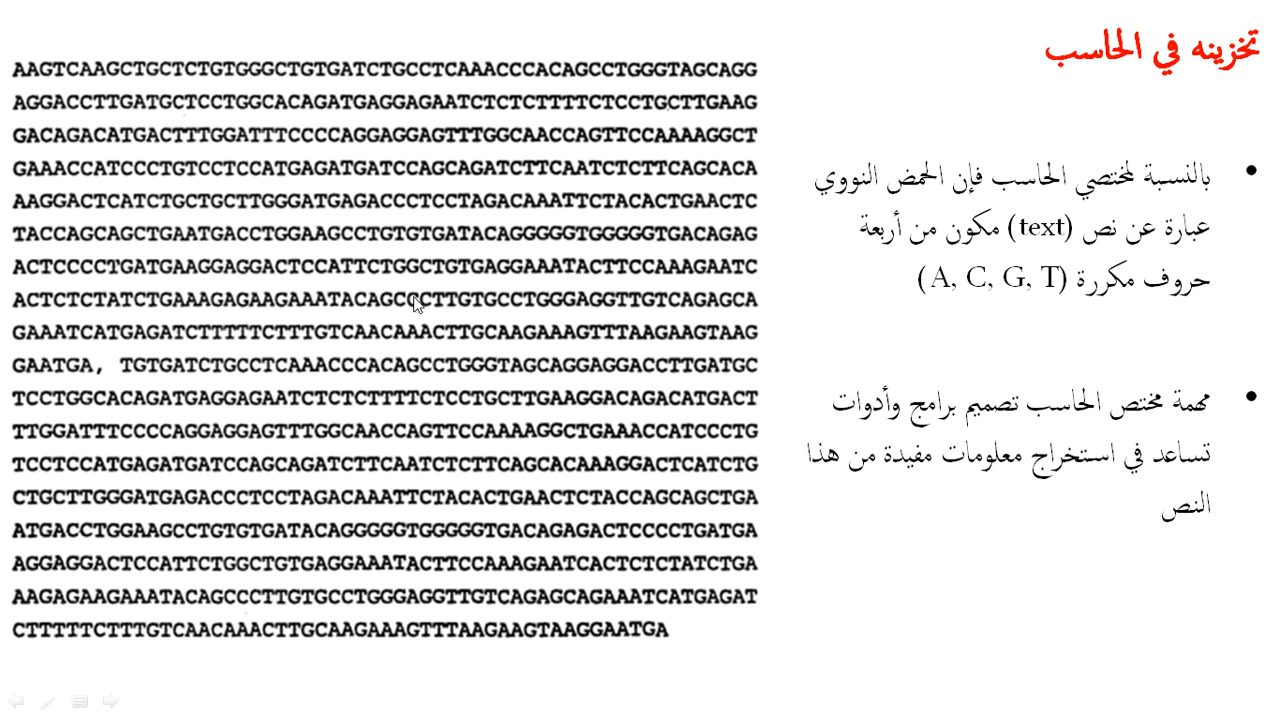 تخزينه في الحاسب
بالنسبة لمختصي الحاسب فإن الحمض النووي
عبارة عن نص (text) مكون من أربعة
حروف مكررة (A, C, G, T)
مهمة مختص الحاسب تصميم برامج وأدوات
تساعد في استخراج معلومات مفيدة من هذا
النص
AAGTCAAGCTGCTCTGTGGGCTGTGATCTGCCTCAAACCCACAGCCTGGGTAGCAGG
AGGACCTTGATGCTCCTGGCACAGATGAGGAGAATCTCTCTTTTCTCCTGCTTGAAG
GACAGACATGACTTTGGATTTCCCCAGGAGGAGTTTGGCAACCAGTTCCAAAAGGCT
GAAACCATCCCTGTCCTCCATGAGATGATCCAGCAGATCTTCAATCTCTTCAGCACA
AAGGACTCATCTGCTGCTTGGGATGAGACCCTCCTAGACAAATTCTACACTGAACTC
TACCAGCAGCTGAATGACCTGGAAGCCTGTGTGATACAGGGGGTGGGGGTGACAGAG
ACTCCCCTGATGAAGGAGGACTCCATTCTGGCTGTGAGGAAATACTTCCAAAGAATC
ACTCTCTATCTGAAAGAGAAGAAATACAGCCCTTGTGCCTGGGAGGTTGTCAGAGCA
GAAATCATGAGATCTTTTTCTTTGTCAACAAACTTGCAAGAAAGTTTAAGAAGTAAG
GAATGA, TGTGATCTGCCTCAAACCCACAGCCTGGGTAGCAGGAGGACCTTGATGC
TCCTGGCACAGATGAGGAGAATCTCTCTTTTCTCCTGCTTGAAGGACAGACATGACT
TTGGATTTCCCCAGGAGGAGTTTGGCAACCAGTTCCAAAAGGCTGAAACCATCCCTG
TCCTCCATGAGATGATCCAGCAGATCTTCAATCTCTTCAGCACAAAGGACTCATCTG
CTGCTTGGGATGAGACCCTCCTAGACAAATTCTACACTGAACTCTACCAGCAGCTGA
ATGACCTGGAAGCCTGTGTGATACAGGGGGTGGGGGTGACAGAGACTCCCCTGATGA
AGGAGGACTCCATTCTGGCTGTGAGGAAATACTTCCAAAGAATCACTCTCTATCTGA
AAGAGAAGAAATACAGCCCTTGTGCCTGGGAGGTTGTCAGAGCAGAAATCATGAGAT
CTTTTTCTTTGTCAACAAACTTGCAAGAAAGTTTAAGAAGTAAGGAATGA